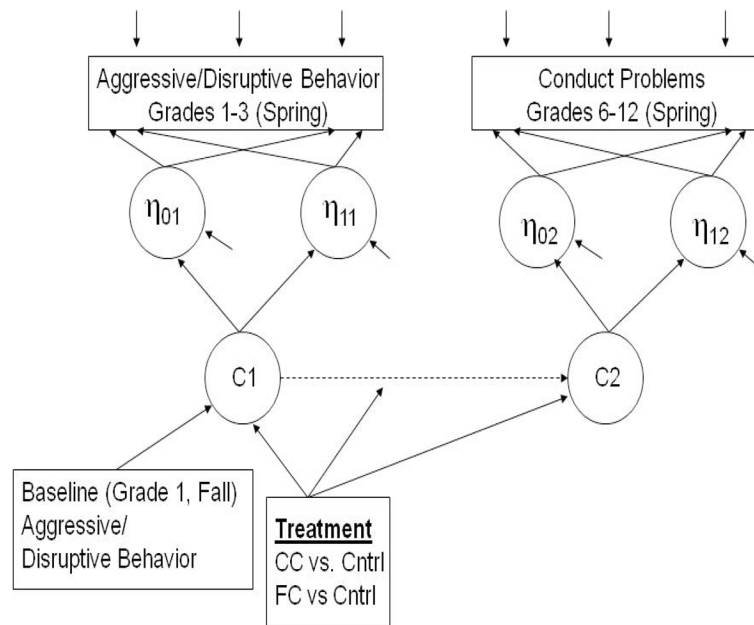 Aggressive/Disruptive Behavior
Grades 1-3 (Spring)
Conduct Problems
Grades 6-12 (Spring)
η01
η11
η02
η12
C1
C2
Baseline (Grade 1, Fall)
Aggressive/
Disruptive Behavior
Treatment
CC vs. Cntrl
FC vs Cntrl